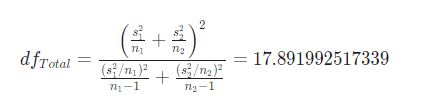 $df_{Total} = \frac{\left(\frac{s_1^2}{n_1} + \frac{s_2^2}{n_2}\right)^2}{\frac{(s_1^2/n_1)^2}{n_1-1} + \frac{(s_2^2/n_2)^2}{n_2-1}} = 17.891992517339$